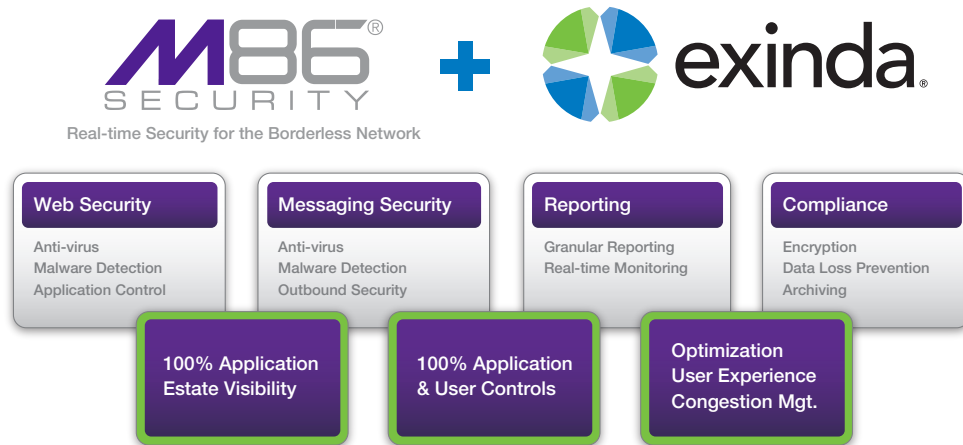 M86®
SECURITY
Real-time Security for the Borderless Network
exinda®
Web Security
Anti-virus
Malware Detection
Application Control
Messaging Security
Anti-virus
Malware Detection
Outbound Security
Reporting
Granular Reporting
Real-time Monitoring
Compliance
Encryption
Data Loss Prevention
Archiving
100% Application
Estate Visibility
100% Application
& User Controls
Optimization
User Experience
Congestion Mgt.